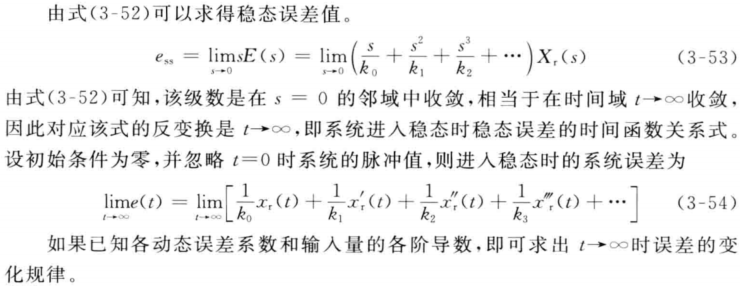 由式(3-52)可以求得稳态误差值。
e_ss = lim_{s→0} sE(s) = lim_{s→0} (s/k_0 + s²/k_1 + s³/k_2 + ⋯) X_r(s) (3-53)
由式(3-52)可知,该级数是在 s = 0 的邻域中收敛,相当于在时间域 t→∞收敛,
因此对应该式的反变换是 t→∞,即系统进入稳态时稳态误差的时间函数关系式。
设初始条件为零,并忽略 t=0 时系统的脉冲值,则进入稳态时的系统误差为
lim_{t→∞} e(t) = lim_{t→∞} [1/k_0 x_r(t) + 1/k_1 x′_r(t) + 1/k_2 x″_r(t) + 1/k_3 x‴_r(t) + ⋯] (3-54)
如果已知各动态误差系数和输入量的各阶导数,即可求出 t→∞时误差的变
化规律。